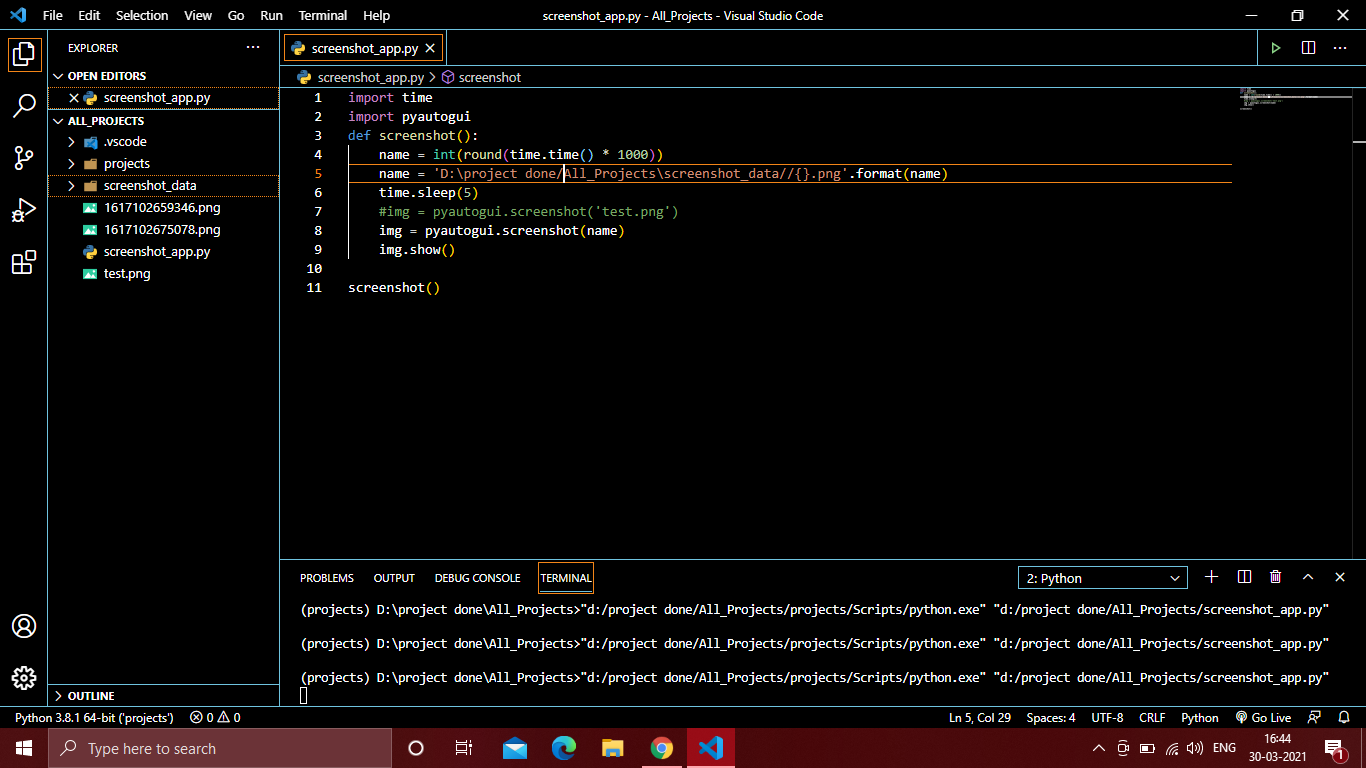 File Edit Selection View Go Run Terminal Help screenshot_app.py - All_Projects - Visual Studio Code
EXPLORER
OPEN EDITORS
screenshot_app.py
ALL_PROJECTS
.vscode
projects
screenshot_data
1617102659346.png
1617102675078.png
screenshot_app.py
test.png
OUTLINE
screenshot_app.py
screenshot_app.py > screenshot
1 import time
2 import pyautogui
3 def screenshot():
4 name = int(round(time.time() * 1000))
5 name = 'D:\project done/All_Projects\screenshot_data//{}.png'.format(name)
6 time.sleep(5)
7 #img = pyautogui.screenshot('test.png')
8 img = pyautogui.screenshot(name)
9 img.show()
10
11 screenshot()
PROBLEMS OUTPUT DEBUG CONSOLE TERMINAL 2: Python
(projects) D:\project done\All_Projects>"d:/project done/All_Projects/projects/Scripts/python.exe" "d:/project done/All_Projects/screenshot_app.py"
(projects) D:\project done\All_Projects>"d:/project done/All_Projects/projects/Scripts/python.exe" "d:/project done/All_Projects/screenshot_app.py"
(projects) D:\project done\All_Projects>"d:/project done/All_Projects/projects/Scripts/python.exe" "d:/project done/All_Projects/screenshot_app.py"
Python 3.8.1 64-bit ('projects') 0 0 Ln 5, Col 29 Spaces: 4 UTF-8 CRLF Python Go Live
Type here to search ENG 16:44
30-03-2021 1